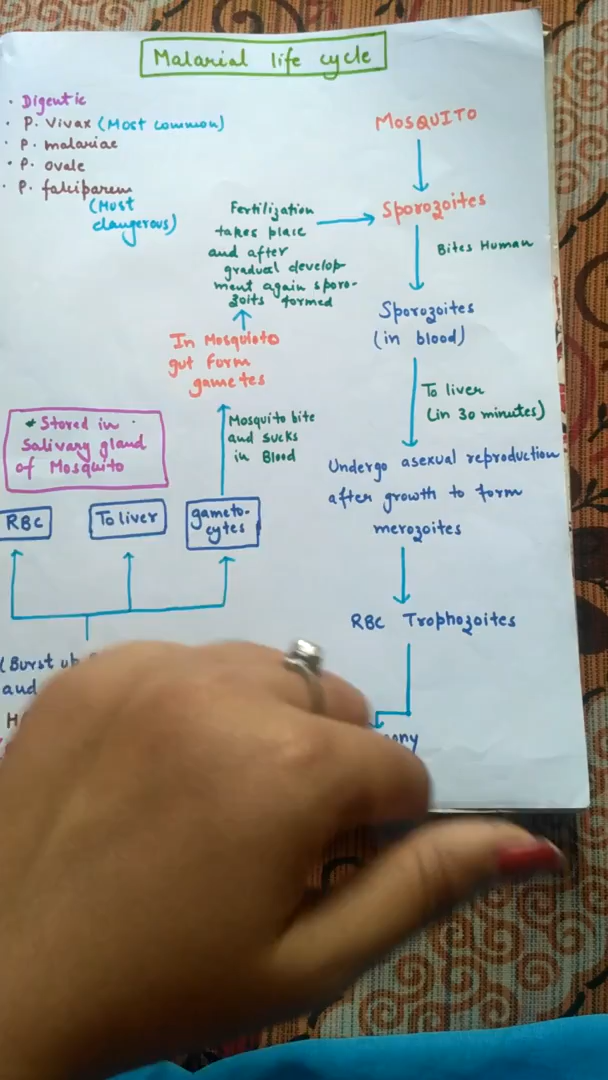 Malarial life cycle
• Digentic
• P. Vivax (Most common)
• P. malariae
• P. ovale
• P. falciparem
(Most
dangerous)
MOSQUITO
Sporozoites
Bites Human
Sporozoites
(in blood)
To liver
(in 30 minutes)
Undergo asexual reproduction
after growth to form
merozoites
RBC Trophozoites
Fertilization
takes place
and after
gradual develop-
ment again sporo-
zoits formed
In Mosquioto
gut form
gametes
Mosquito bite
and sucks
in Blood
* Stored in
Salivary gland
of Mosquito
RBC
To liver
gameto-
cytes
(Burst up
and